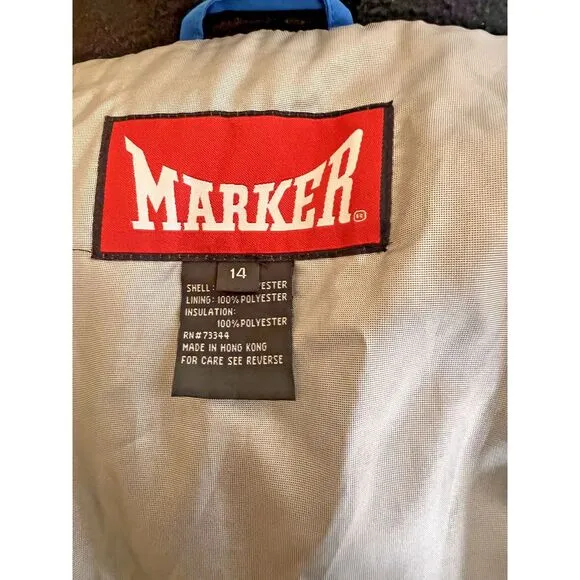 MARKER®
14
SHELL: ESTER
LINING: 100% POLYESTER
INSULATION:
100% POLYESTER
RN#73344
MADE IN HONG KONG
FOR CARE SEE REVERSE